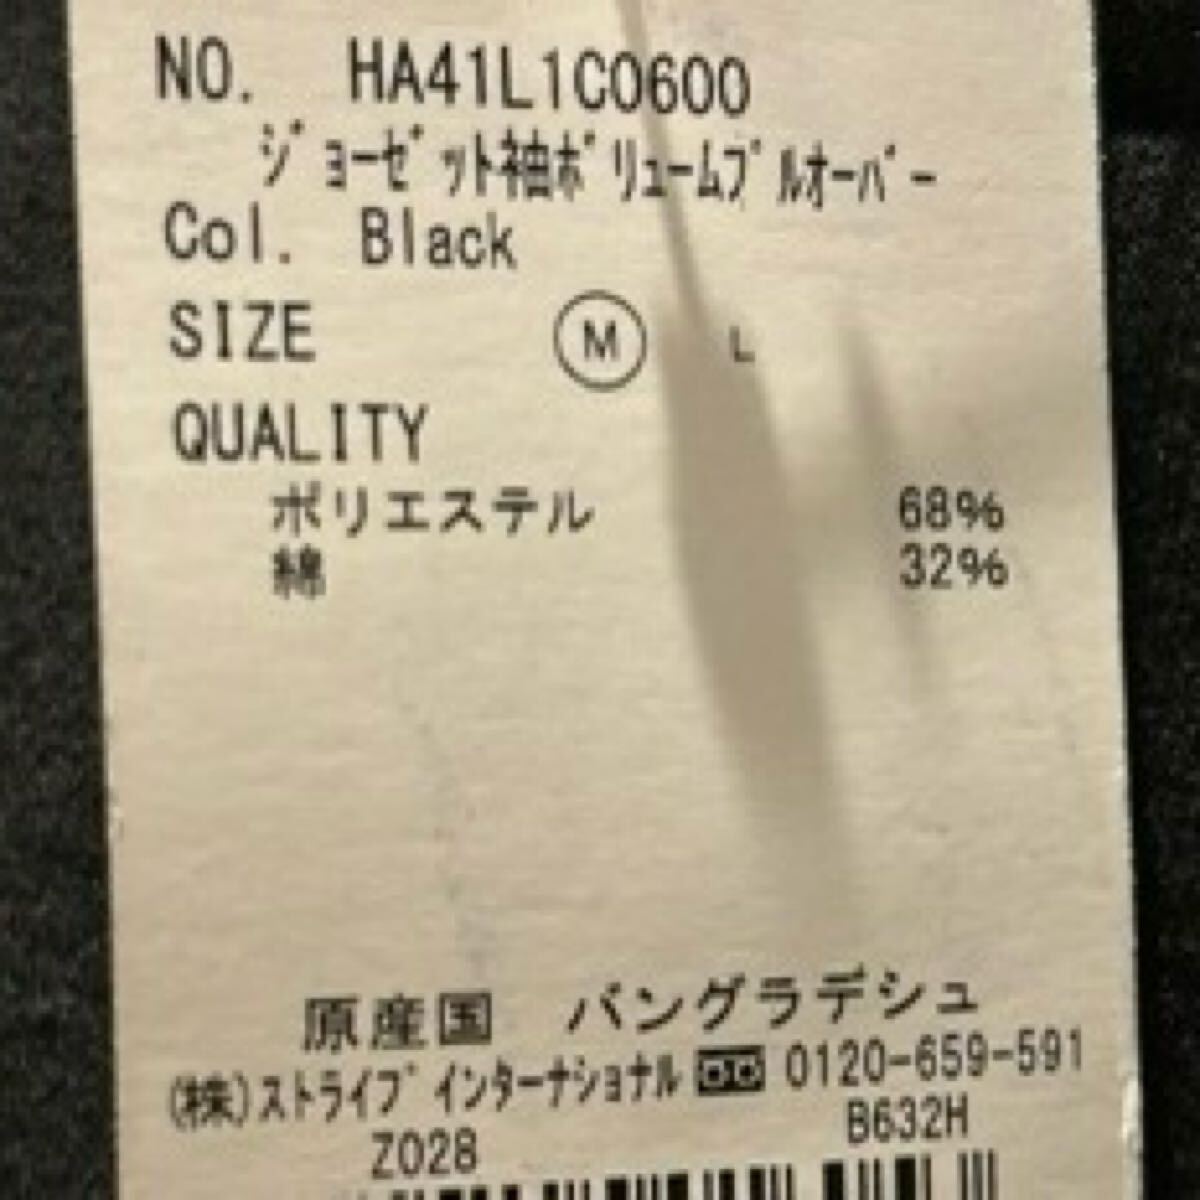 NO. HA41L1C0600
ｼﾞｮｰｾﾞｯﾄ袖ﾎﾞﾘｭｰﾑﾌﾟﾙｵｰﾊﾞｰ
Col. Black
SIZE M L
QUALITY
ポリエステル 68%
綿 32%
原産国 バングラデシュ
(株)ｽﾄﾗｲﾌﾟｲﾝﾀｰﾅｼｮﾅﾙ 0120-659-591
Z028 B632H